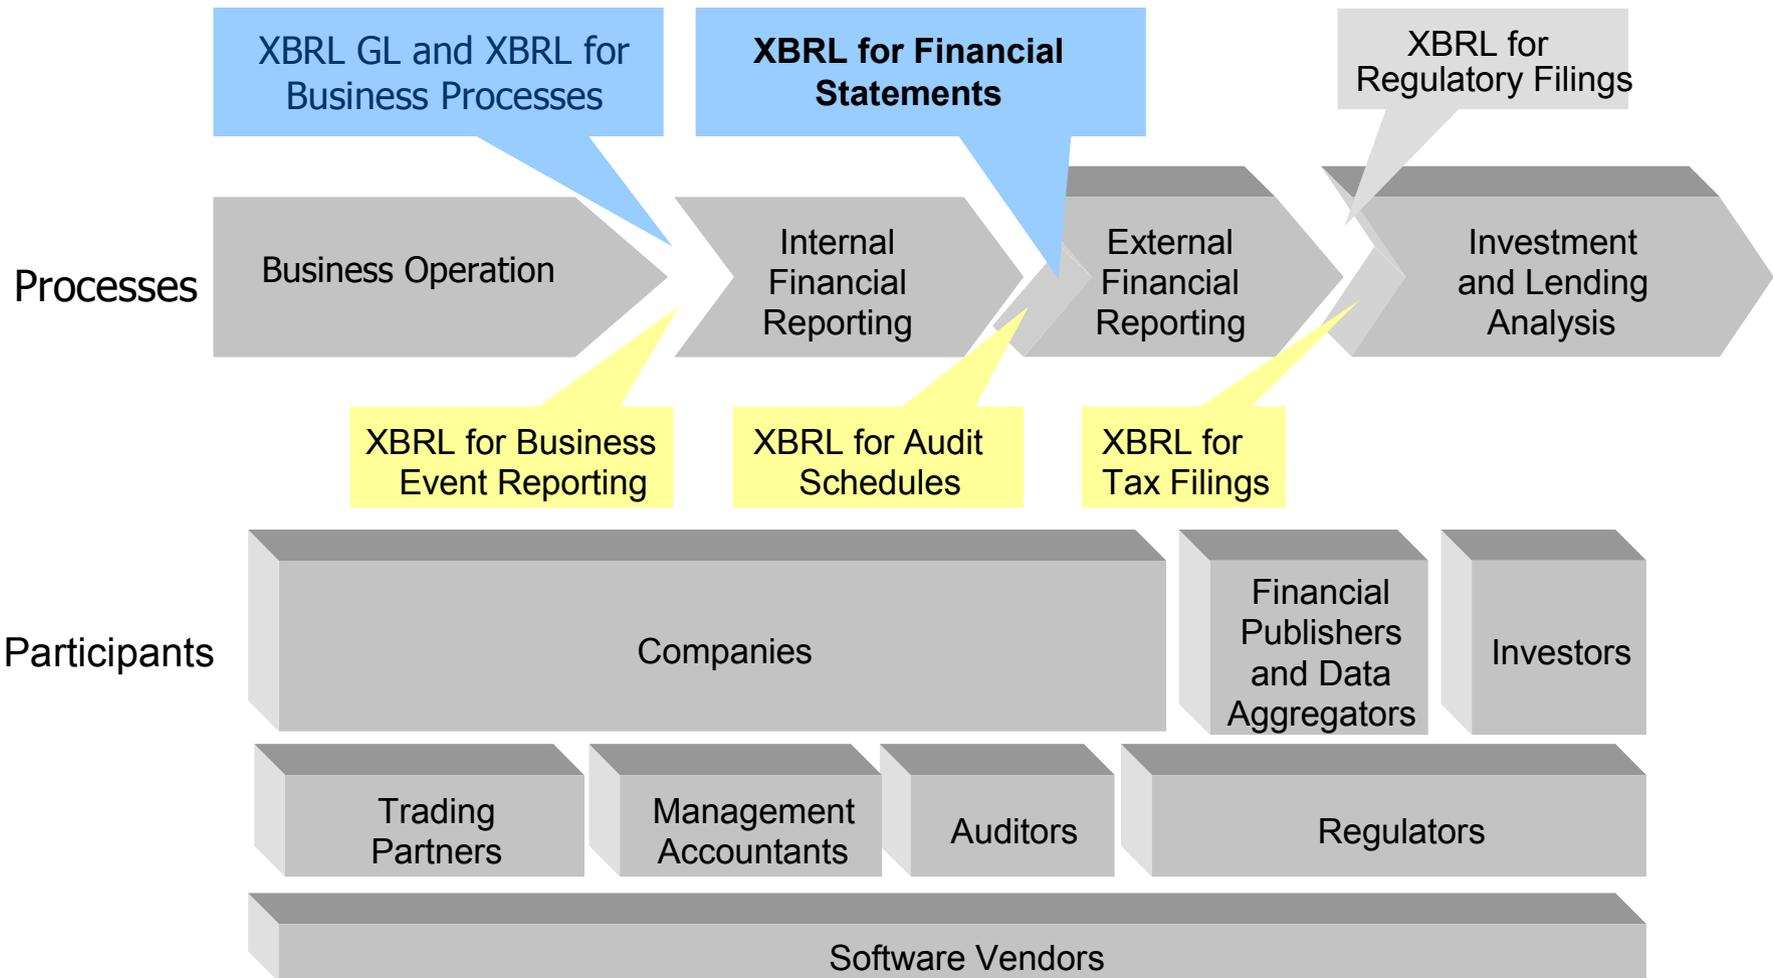 XBRL GL and XBRL for
Business Processes
XBRL for Financial
Statements
XBRL for
Regulatory Filings
Processes
Business Operation
Internal
Financial
Reporting
External
Financial
Reporting
Investment
and Lending
Analysis
XBRL for Business
Event Reporting
XBRL for Audit
Schedules
XBRL for
Tax Filings
Participants
Companies
Financial
Publishers
and Data
Aggregators
Investors
Trading
Partners
Management
Accountants
Auditors
Regulators
Software Vendors